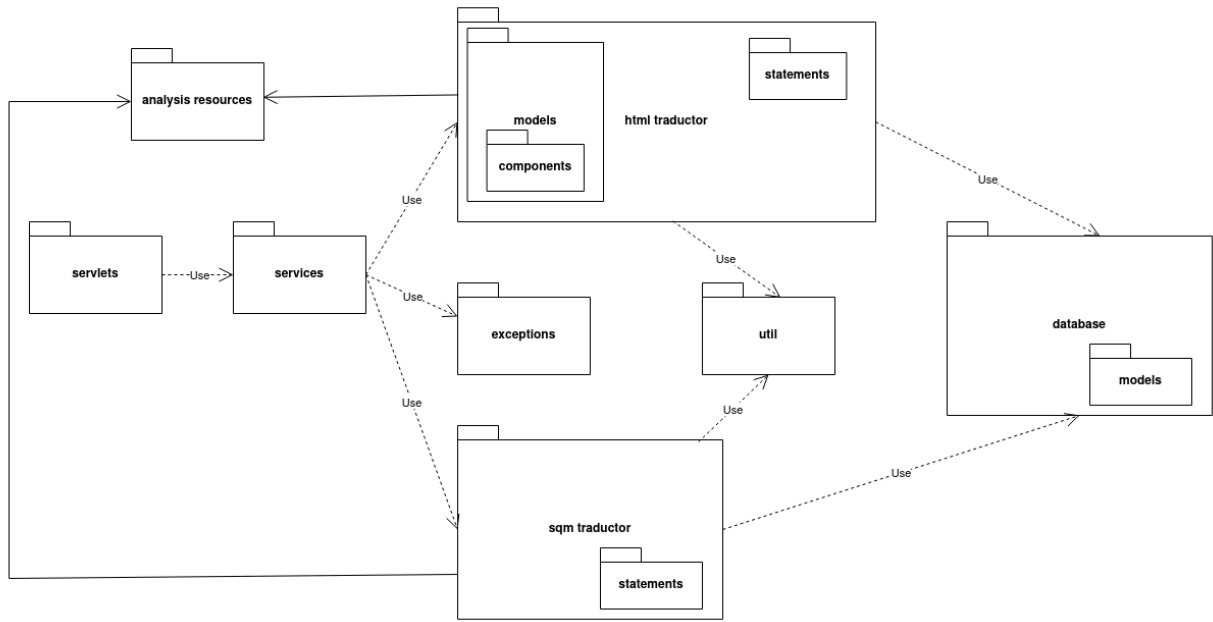 statements
analysis resources
models
html traductor
components
Use
Use
servlets
Use
services
Use
Use
exceptions
util
database
models
Use
Use
Use
sqm traductor
statements